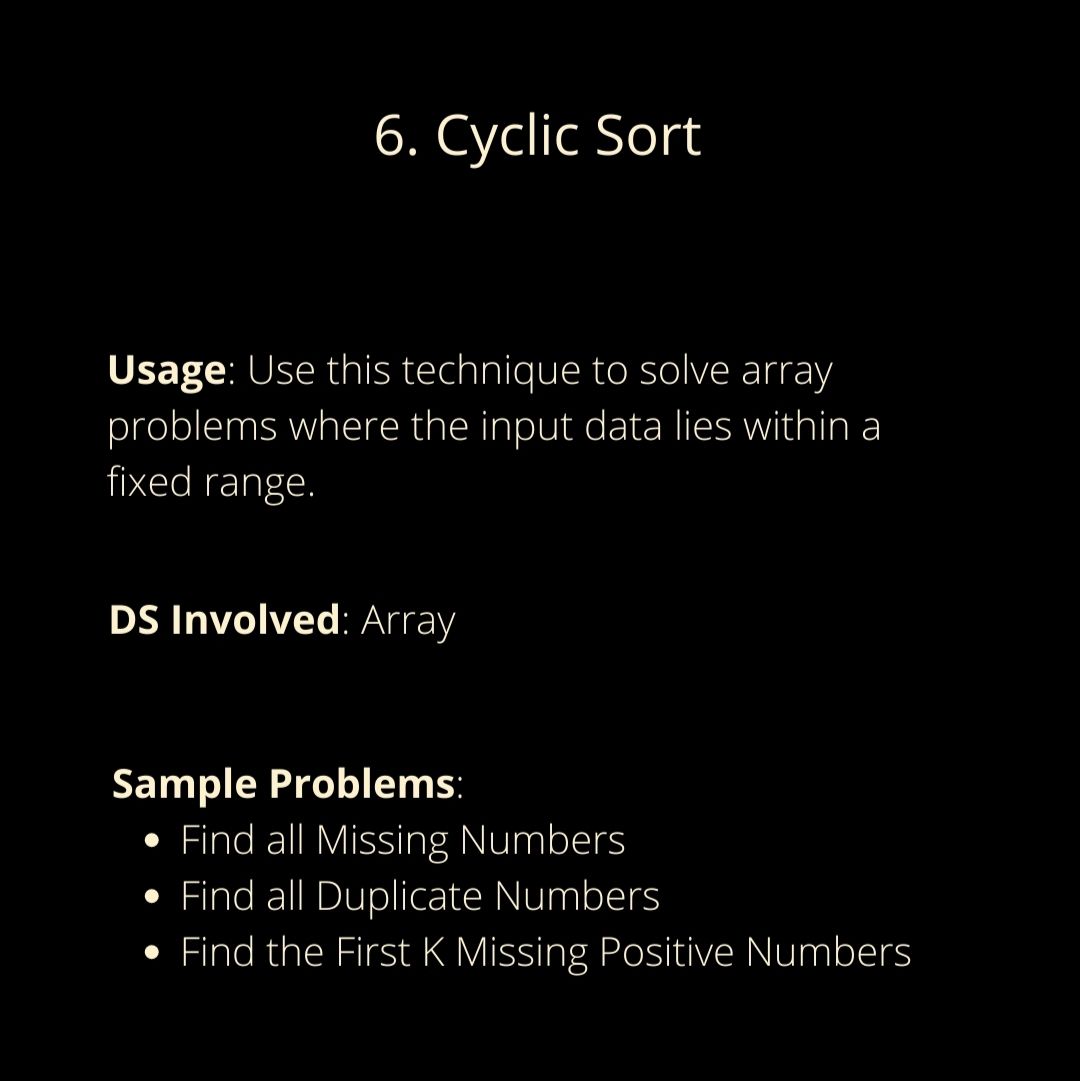 6. Cyclic Sort
Usage: Use this technique to solve array
problems where the input data lies within a
fixed range.
DS Involved: Array
Sample Problems:
• Find all Missing Numbers
• Find all Duplicate Numbers
• Find the First K Missing Positive Numbers